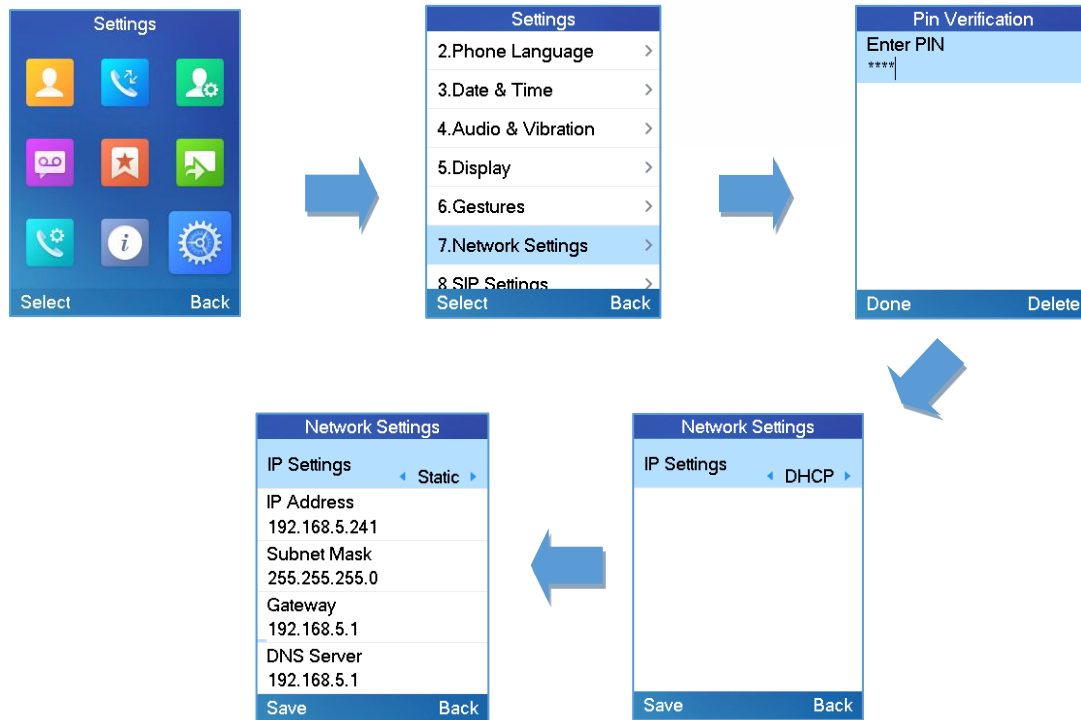 Settings
Select Back
Settings
2.Phone Language
3.Date & Time
4.Audio & Vibration
5.Display
6.Gestures
7.Network Settings
8 SIP Settings
Select Back
Pin Verification
Enter PIN
****
Done Delete
Network Settings
IP Settings
Static
IP Address
192.168.5.241
Subnet Mask
255.255.255.0
Gateway
192.168.5.1
DNS Server
192.168.5.1
Save Back
Network Settings
IP Settings
DHCP
Save Back